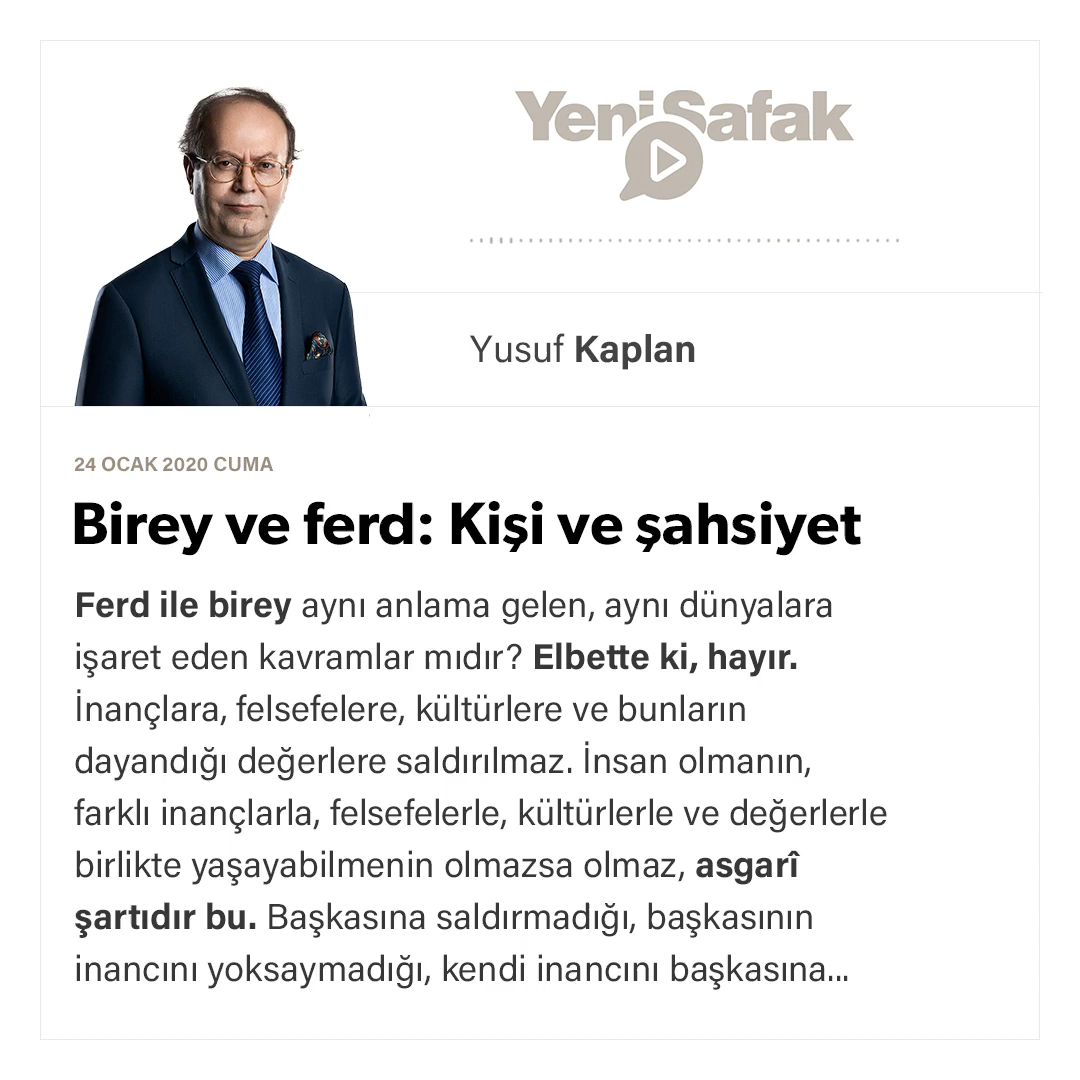 YeniŞafak
Yusuf Kaplan
24 OCAK 2020 CUMA
Birey ve ferd: Kişi ve şahsiyet
Ferd ile birey aynı anlama gelen, aynı dünyalara
işaret eden kavramlar mıdır? Elbette ki, hayır.
İnançlara, felsefelere, kültürlere ve bunların
dayandığı değerlere saldırılmaz. İnsan olmanın,
farklı inançlarla, felsefelerle, kültürlerle ve değerlerle
birlikte yaşayabilmenin olmazsa olmaz, asgarî
şartıdır bu. Başkasına saldırmadığı, başkasının
inancını yoksaymadığı, kendi inancını başkasına...